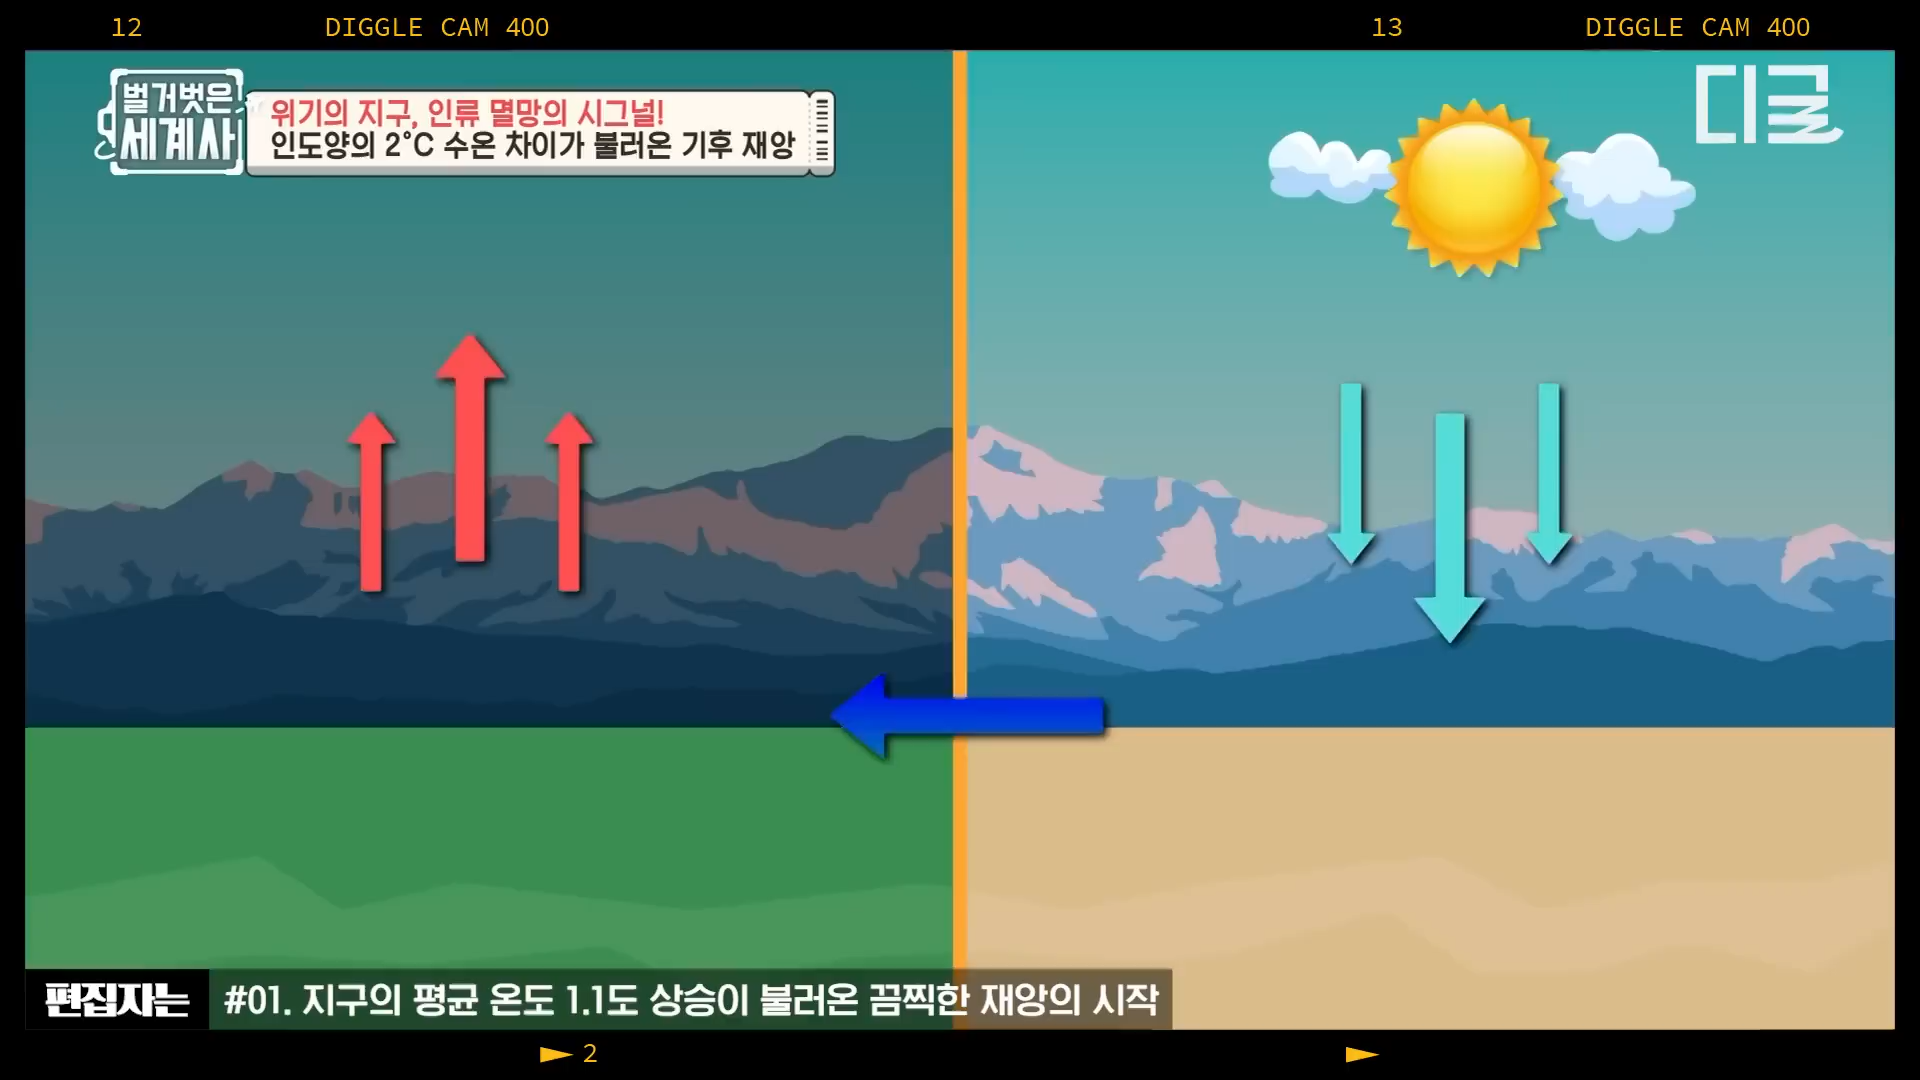 12 DIGGLE CAM 400 13 DIGGLE CAM 400
벌거벗은
세계사
위기의 지구, 인류 멸망의 시그널!
인도양의 2°C 수온 차이가 불러온 기후 재앙
디글
편집자는 #01. 지구의 평균 온도 1.1도 상승이 불러온 끔찍한 재앙의 시작
2